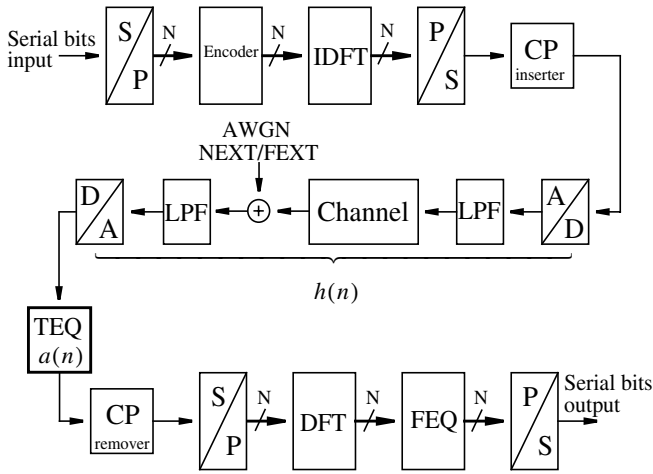 Serial bits
input
S
P
N
Encoder
N
IDFT
N
P
S
CP
inserter
AWGN
NEXT/FEXT
D
A
LPF
+
Channel
LPF
A
D
h(n)
TEQ
a(n)
CP
remover
S
P
N
DFT
N
FEQ
N
P
S
Serial bits
output